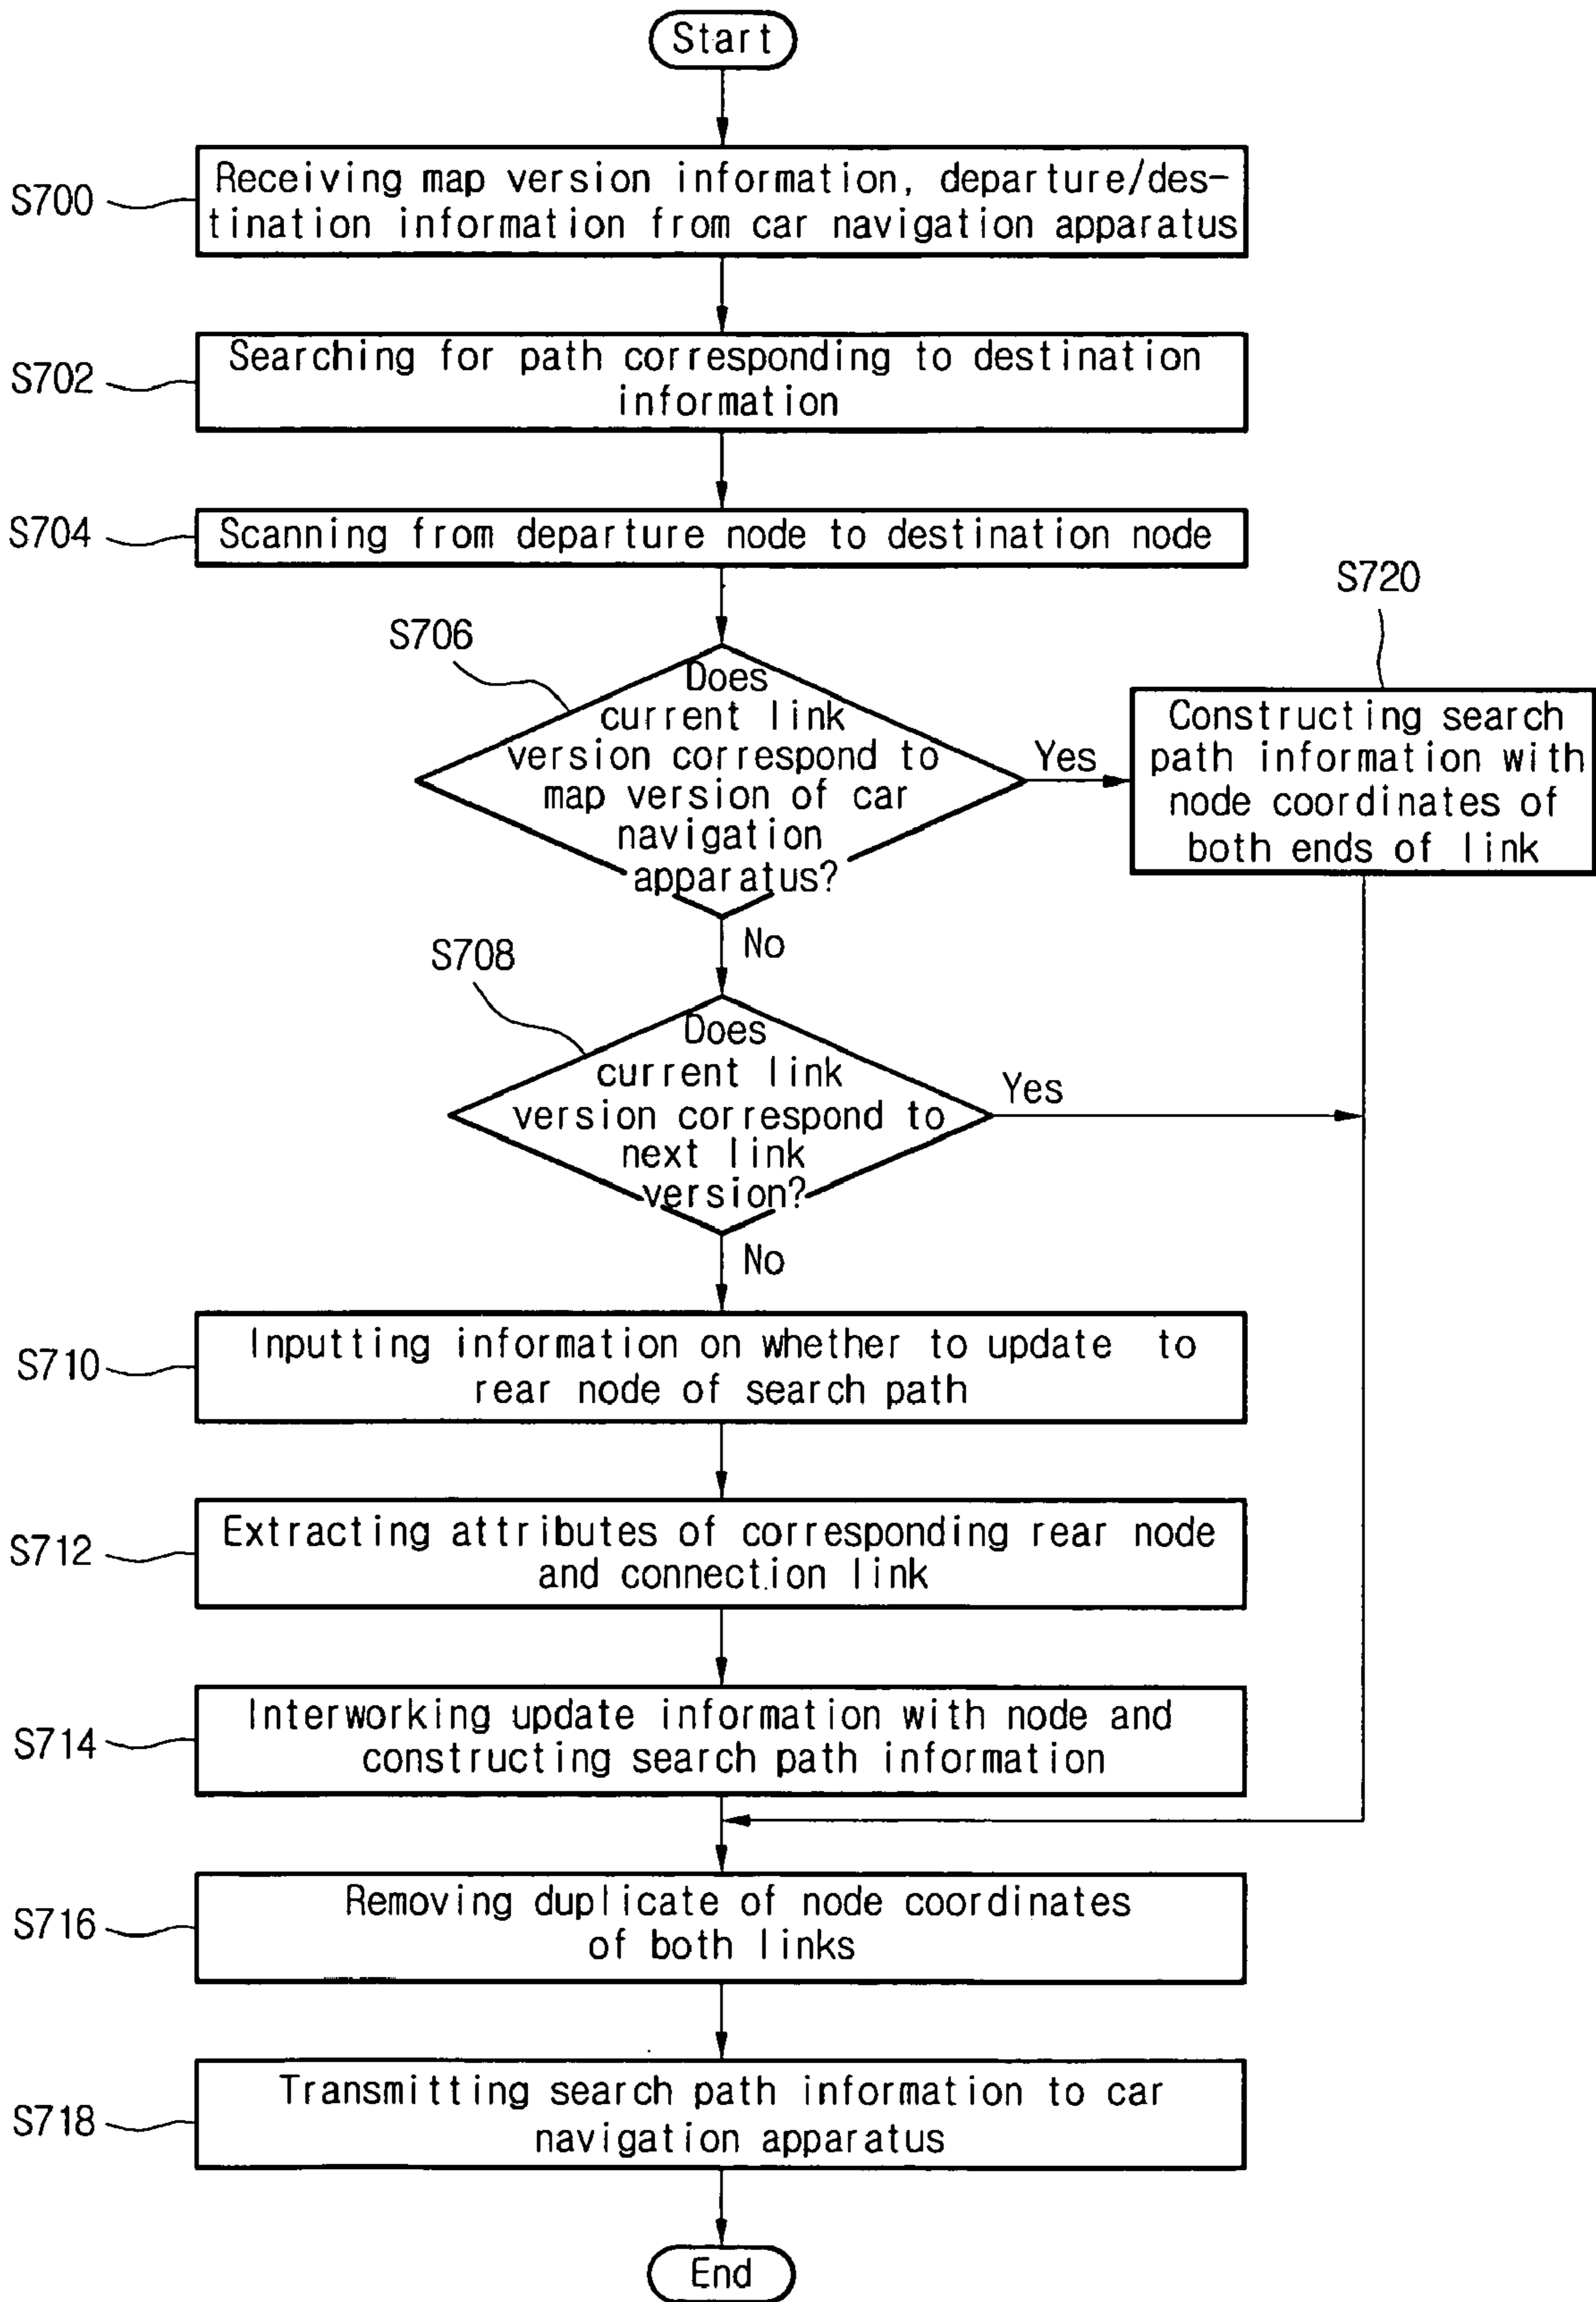 Start
S700
Receiving map version information, departure/des-
tination information from car navigation apparatus
S702
Searching for path corresponding to destination
information
S704
Scanning from departure node to destination node
S720
S706
Does
current link
version correspond to
map version of car
navigation
apparatus?
Yes
Constructing search
path information with
node coordinates of
both ends of link
No
S708
Does
current link
version correspond to
next link
version?
Yes
No
S710
Inputting information on whether to update to
rear node of search path
S712
Extracting attributes of corresponding rear node
and connection link
S714
Interworking update information with node and
constructing search path information
S716
Removing duplicate of node coordinates
of both links
S718
Transmitting search path information to car
navigation apparatus
End